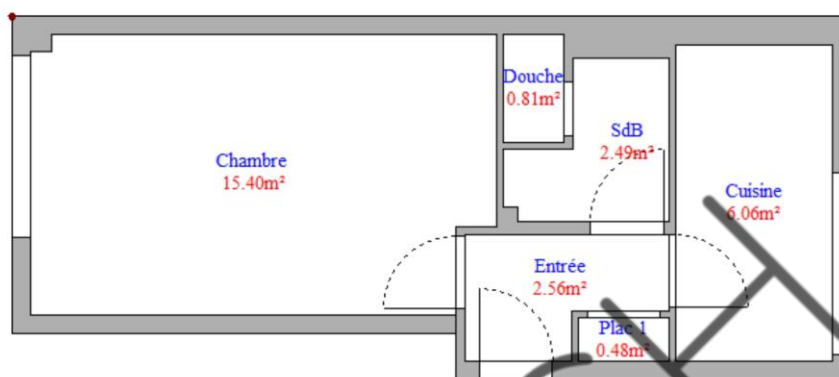 Douche
0.81m²
SdB
2.49m²
Chambre
15.40m²
Cuisine
6.06m²
Entrée
2.56m²
Plac 1
0.48m²